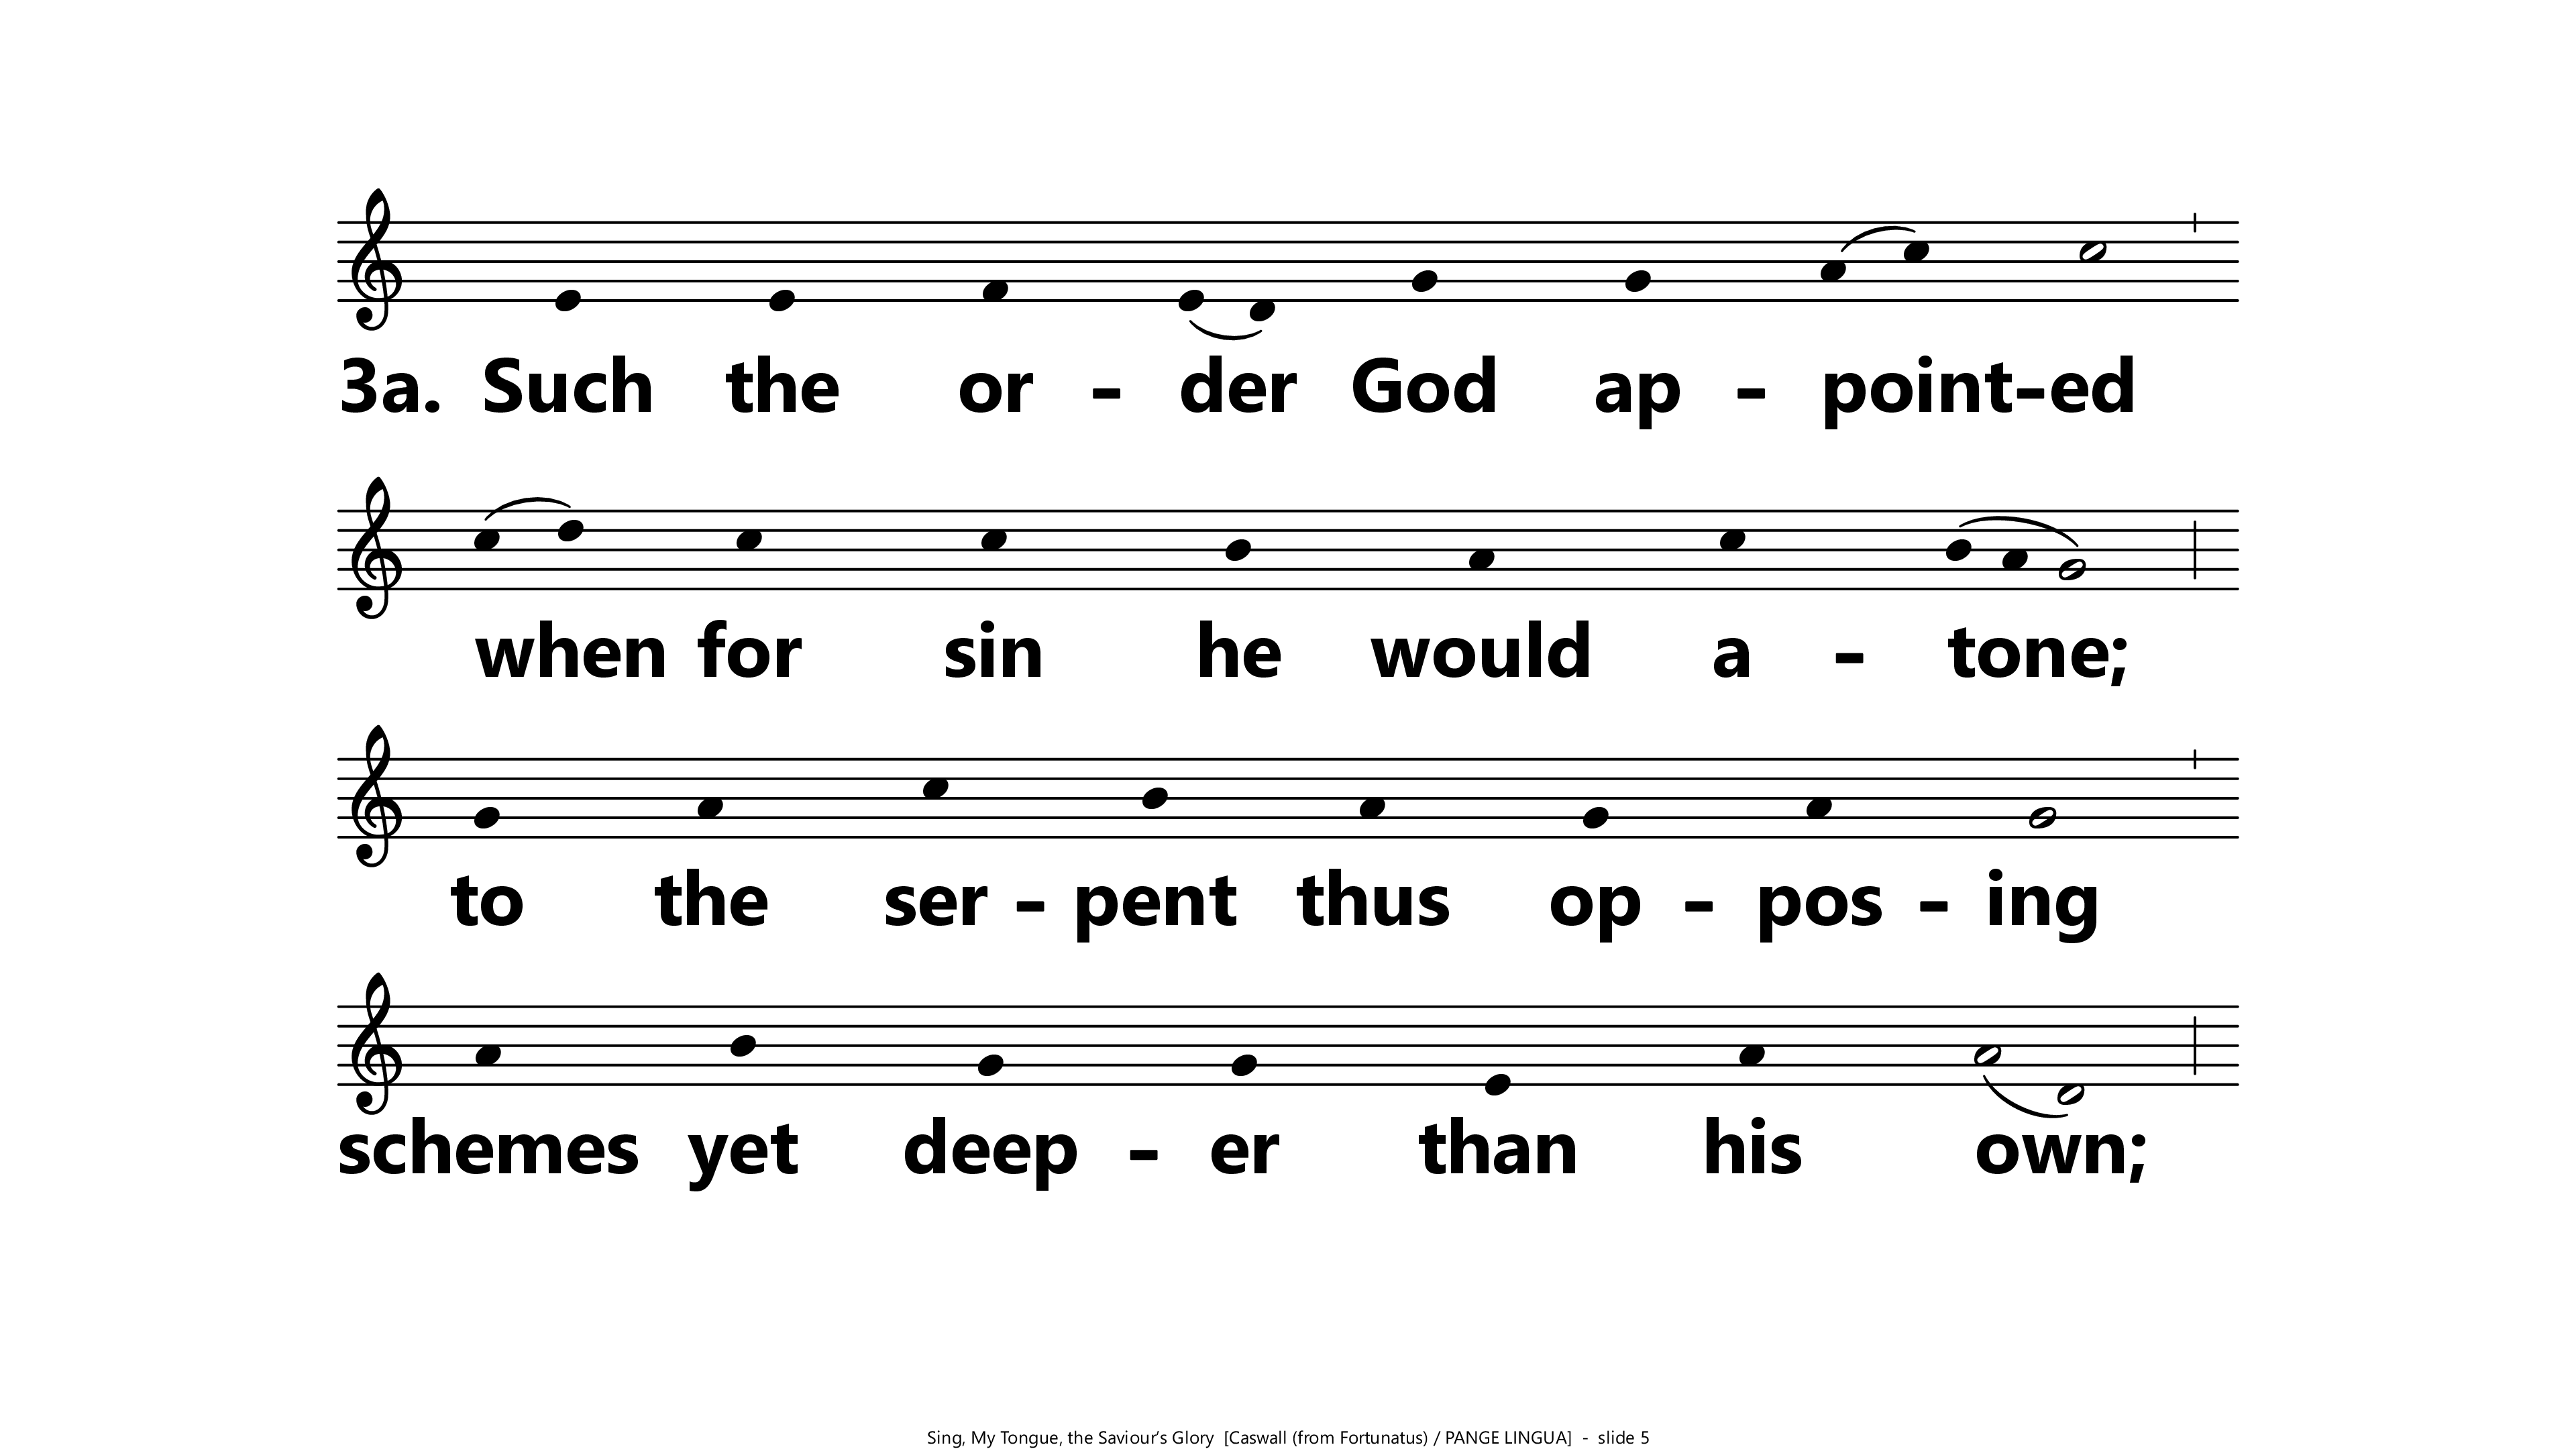 3a. Such the or - der God ap - point-ed
when for sin he would a - tone;
to the ser - pent thus op - pos - ing
schemes yet deep - er than his own;
Sing, My Tongue, the Saviour’s Glory [Caswall (from Fortunatus) / PANGE LINGUA] - slide 5